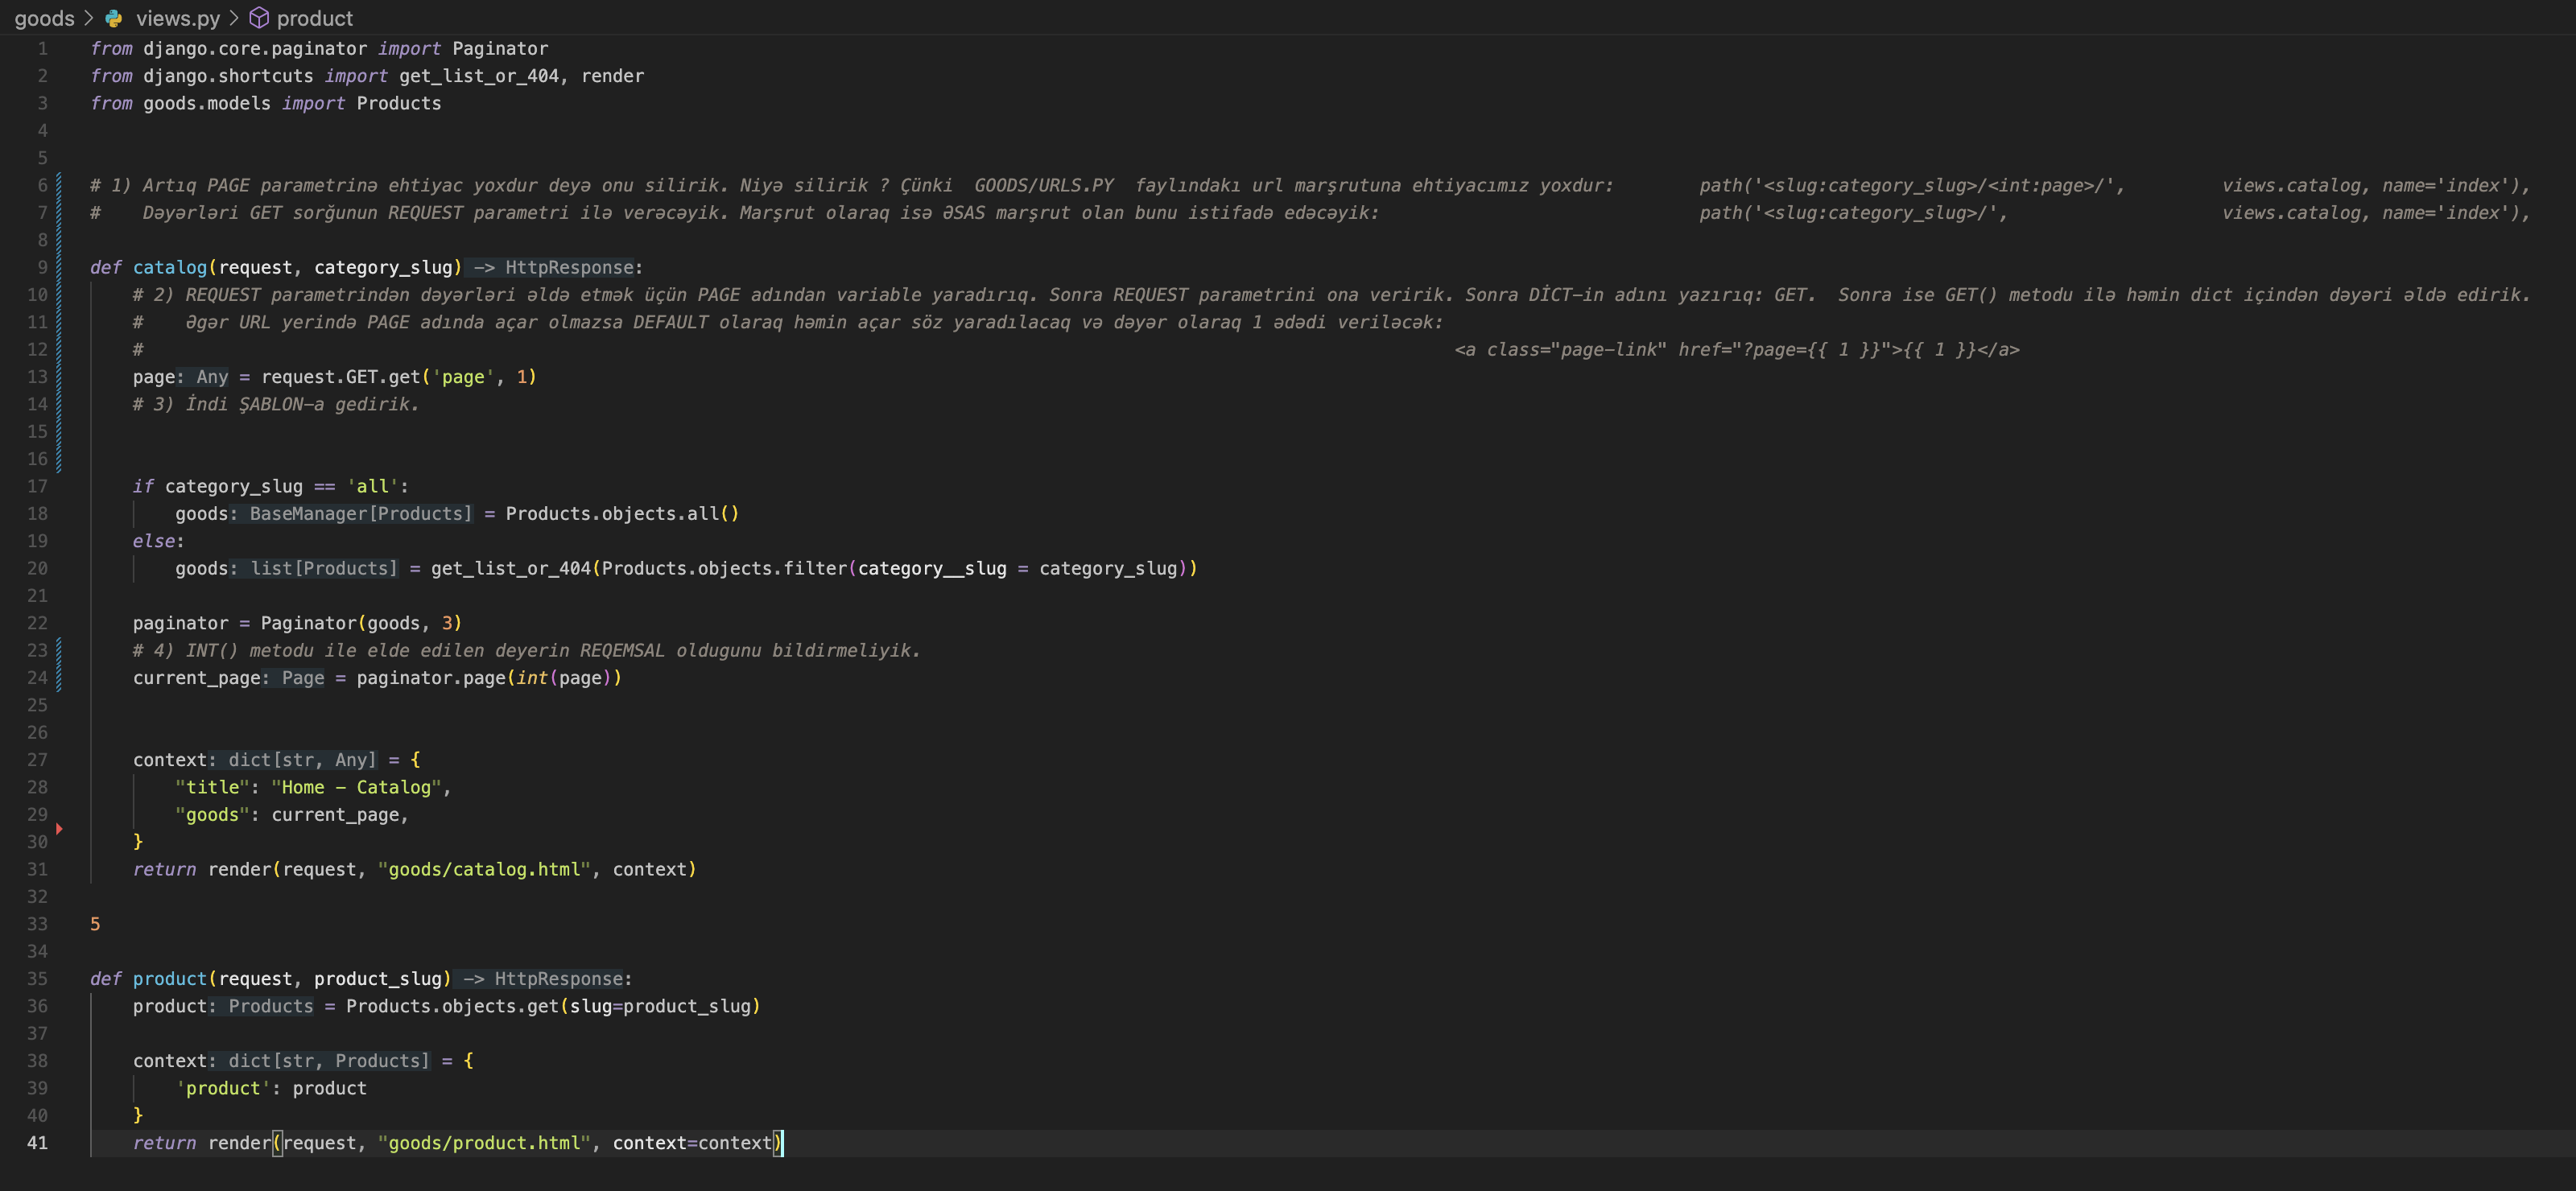 goods > views.py > product
1 from django.core.paginator import Paginator
2 from django.shortcuts import get_list_or_404, render
3 from goods.models import Products
4
5
6 # 1) Artıq PAGE parametrinə ehtiyac yoxdur deyə onu silirik. Niyə silirik ? Çünki  GOODS/URLS.PY  faylındakı url marşrutuna ehtiyacımız yoxdur:        path('<slug:category_slug>/<int:page>/',         views.catalog, name='index'),
7 #    Dəyərləri GET sorğunun REQUEST parametri ilə verəcəyik. Marşrut olaraq isə ƏSAS marşrut olan bunu istifadə edəcəyik:                              path('<slug:category_slug>/',                    views.catalog, name='index'),
8
9 def catalog(request, category_slug) -> HttpResponse:
10     # 2) REQUEST parametrindən dəyərləri əldə etmək üçün PAGE adından variable yaradırıq. Sonra REQUEST parametrini ona veririk. Sonra DİCT-in adını yazırıq: GET.  Sonra ise GET() metodu ilə həmin dict içindən dəyəri əldə edirik.
11     #    Əgər URL yerində PAGE adında açar olmazsa DEFAULT olaraq həmin açar söz yaradılacaq və dəyər olaraq 1 ədədi veriləcək:
12     #                                                                                                                           <a class="page-link" href="?page={{ 1 }}">{{ 1 }}</a>
13     page: Any = request.GET.get('page', 1)
14     # 3) İndi ŞABLON-a gedirik.
15
16
17     if category_slug == 'all':
18         goods: BaseManager[Products] = Products.objects.all()
19     else:
20         goods: list[Products] = get_list_or_404(Products.objects.filter(category__slug = category_slug))
21
22     paginator = Paginator(goods, 3)
23     # 4) INT() metodu ile elde edilen deyerin REQEMSAL oldugunu bildirmeliyik.
24     current_page: Page = paginator.page(int(page))
25
26
27     context: dict[str, Any] = {
28         "title": "Home - Catalog",
29         "goods": current_page,
30     }
31     return render(request, "goods/catalog.html", context)
32
33 5
34
35 def product(request, product_slug) -> HttpResponse:
36     product: Products = Products.objects.get(slug=product_slug)
37
38     context: dict[str, Products] = {
39         'product': product
40     }
41     return render(request, "goods/product.html", context=context)